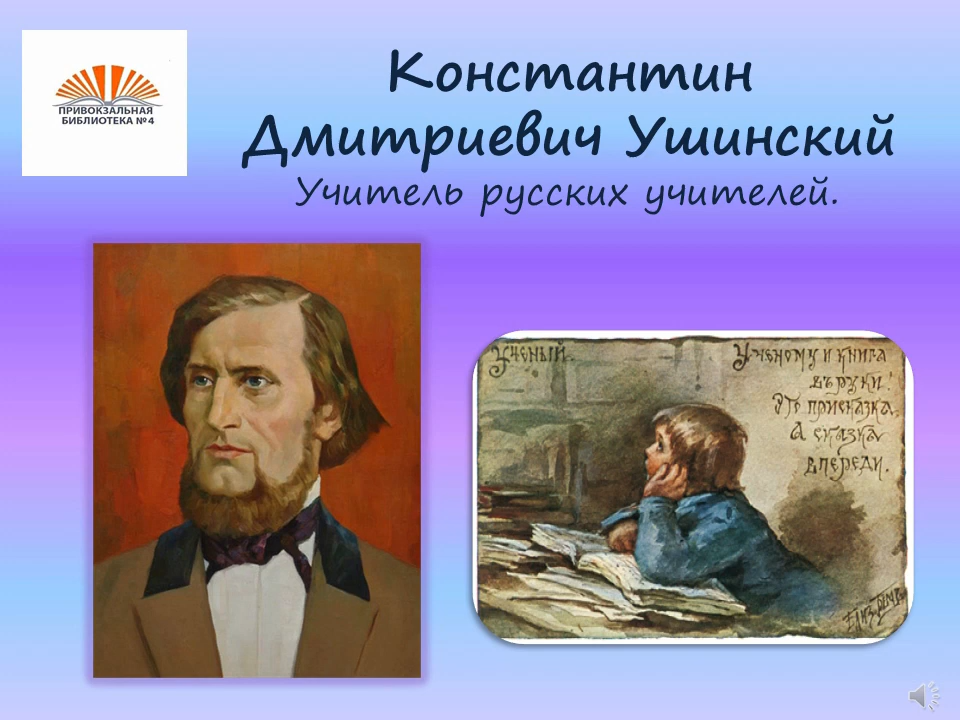 ПРИВОКЗАЛЬНАЯ
БИБЛИОТЕКА №4
Константин
Дмитриевич Ушинский
Учитель русских учителей.
Ученый.
Ученому и книга
въ руки!
Это присказка,
А сказка
впереди.